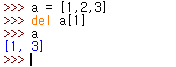 >>> a = [1,2,3]
>>> del a[1]
>>> a
[1, 3]
>>>